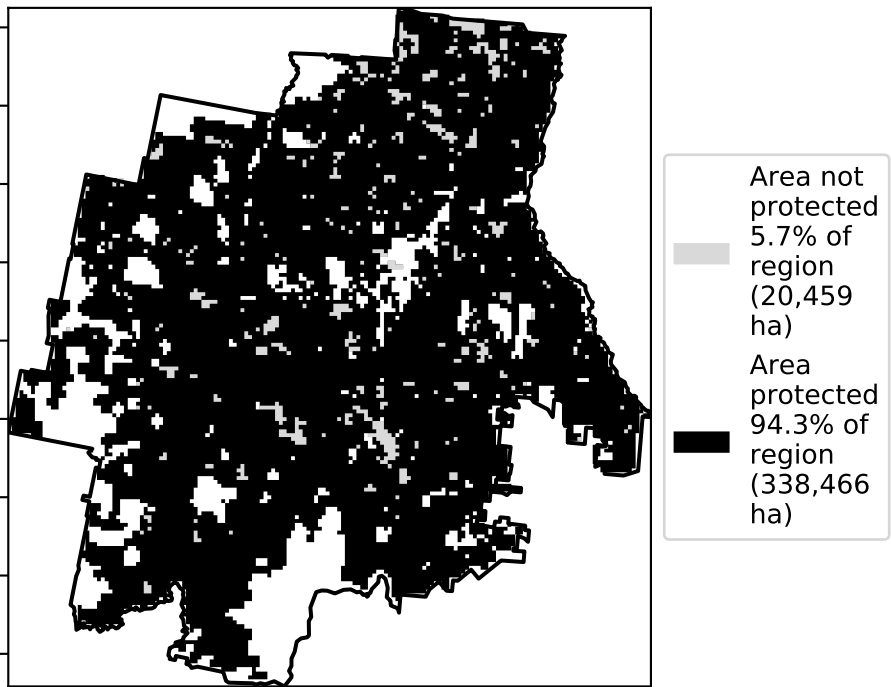 Area not
protected
5.7% of
region
(20,459
ha)
Area
protected
94.3% of
region
(338,466
ha)